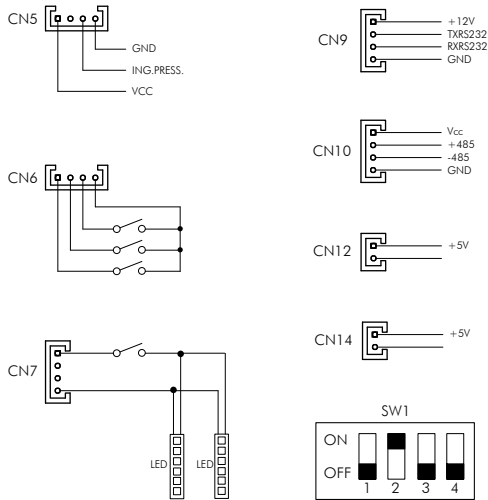 CN5
GND
ING.PRESS.
VCC
CN6
CN7
LED
LED
CN9
+12V
TXRS232
RXRS232
GND
CN10
Vcc
+485
-485
GND
CN12
+5V
CN14
+5V
SW1
ON
OFF
1 2 3 4